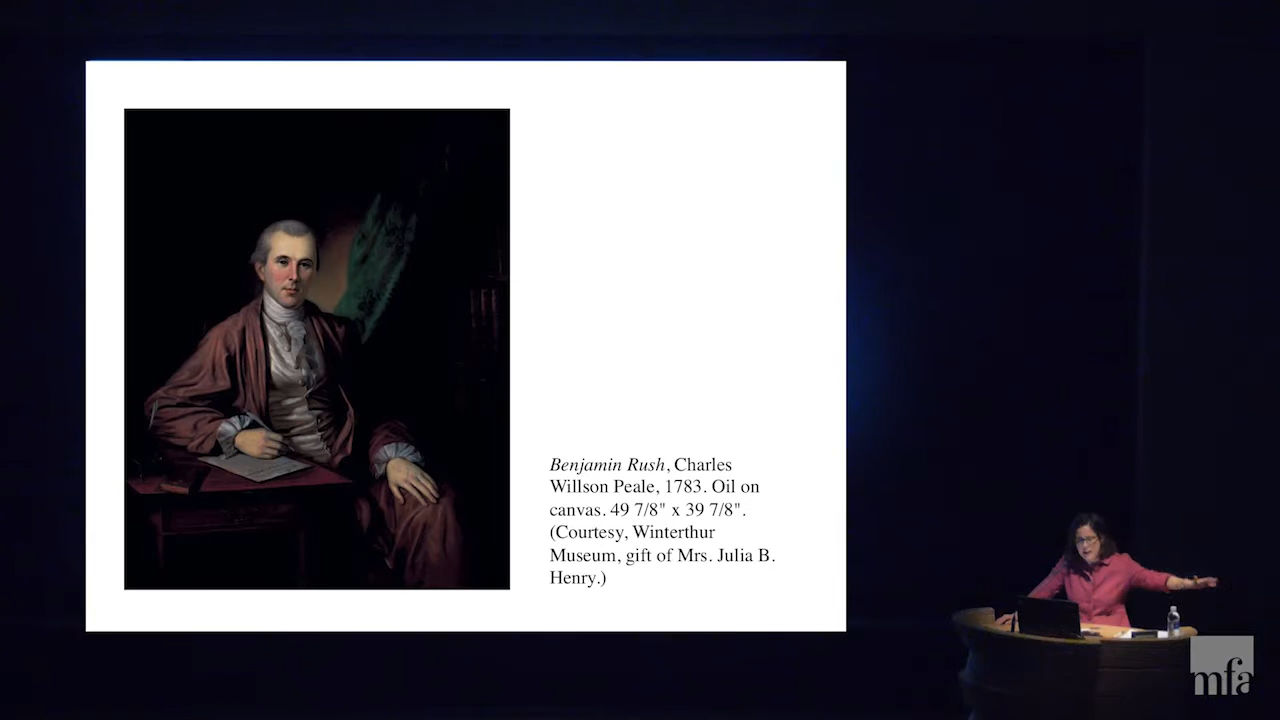 Benjamin Rush, Charles
Willson Peale, 1783. Oil on
canvas. 49 7/8" x 39 7/8".
(Courtesy, Winterthur
Museum, gift of Mrs. Julia B.
Henry.)
mfa